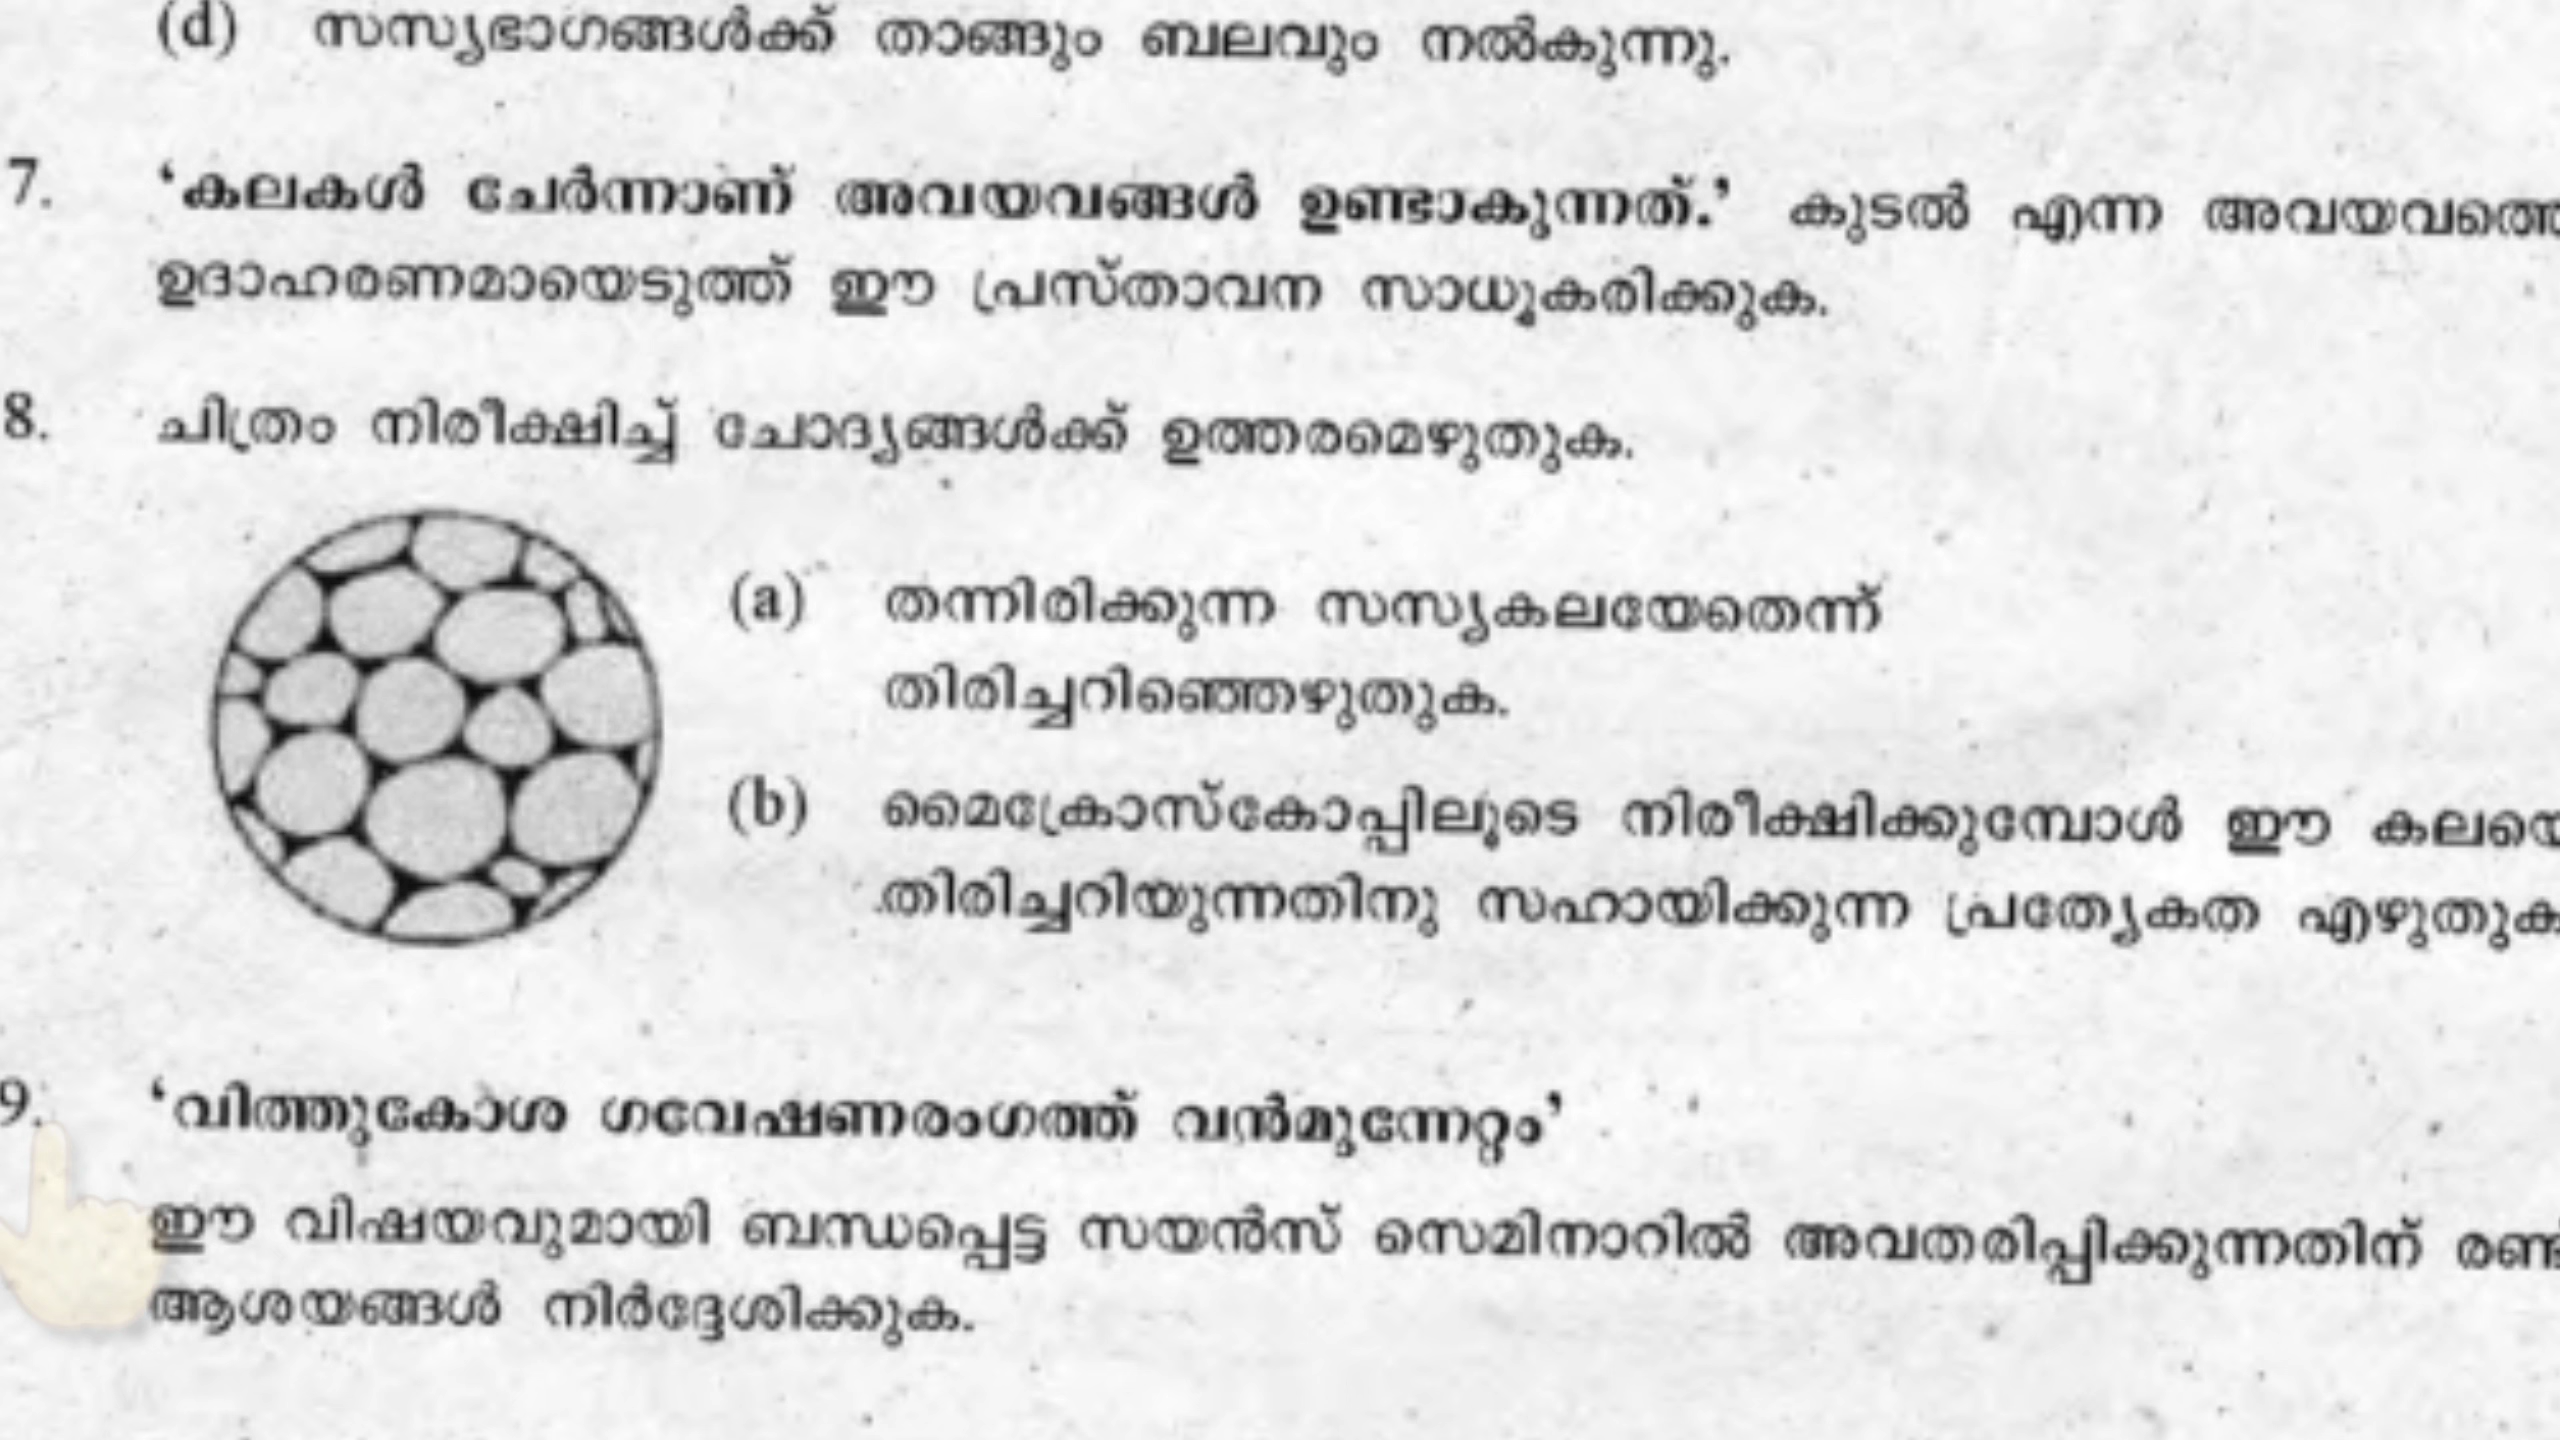 (d) സസ്യഭാഗങ്ങൾക്ക് താങ്ങും ബലവും നൽകുന്നു.
7. ‘കലകൾ ചേർന്നാണ് അവയവങ്ങൾ ഉണ്ടാകുന്നത്.’ കുടൽ എന്ന അവയവത്തെ
ഉദാഹരണമായെടുത്ത് ഈ പ്രസ്താവന സാധൂകരിക്കുക.
8. ചിത്രം നിരീക്ഷിച്ച് ചോദ്യങ്ങൾക്ക് ഉത്തരമെഴുതുക.
(a) തന്നിരിക്കുന്ന സസ്യകലയേതെന്ന്
തിരിച്ചറിഞ്ഞെഴുതുക.
(b) മൈക്രോസ്കോപ്പിലൂടെ നിരീക്ഷിക്കുമ്പോൾ ഈ കലയെ
തിരിച്ചറിയുന്നതിനു സഹായിക്കുന്ന പ്രത്യേകത എഴുതുക
9. ‘വിത്തുകോശ ഗവേഷണരംഗത്ത് വൻമുന്നേറ്റം’
ഈ വിഷയവുമായി ബന്ധപ്പെട്ട സയൻസ് സെമിനാറിൽ അവതരിപ്പിക്കുന്നതിന്
ആശയങ്ങൾ നിർദ്ദേശിക്കുക.